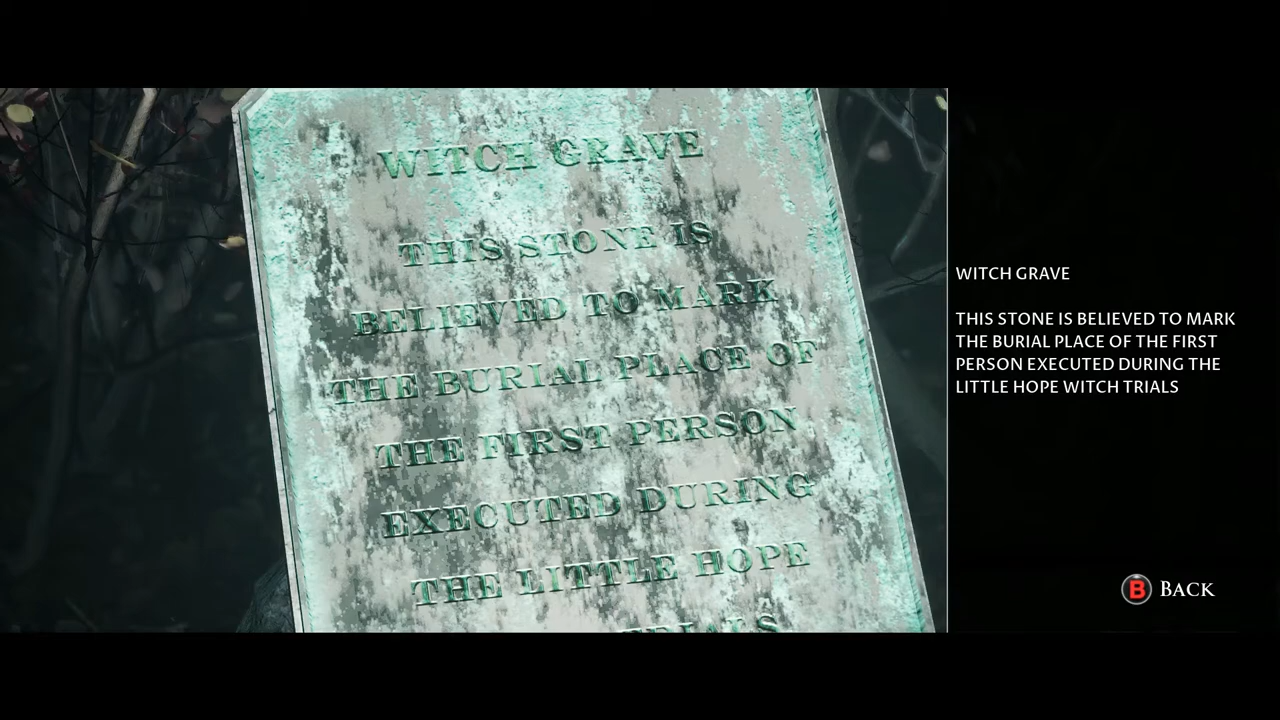 WITCH GRAVE
THIS STONE IS
BELIEVED TO MARK
THE BURIAL PLACE OF
THE FIRST PERSON
EXECUTED DURING
THE LITTLE HOPE
TRIALS
WITCH GRAVE
THIS STONE IS BELIEVED TO MARK
THE BURIAL PLACE OF THE FIRST
PERSON EXECUTED DURING THE
LITTLE HOPE WITCH TRIALS
B BACK